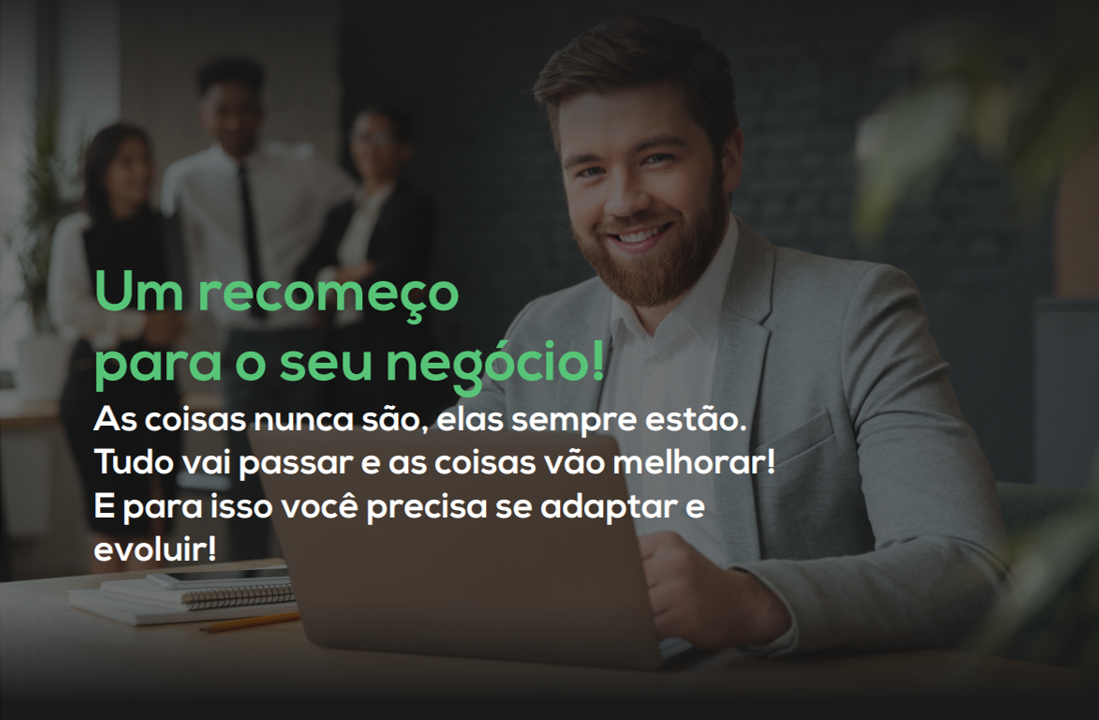 Um recomeço
para o seu negócio!
As coisas nunca são, elas sempre estão.
Tudo vai passar e as coisas vão melhorar!
E para isso você precisa se adaptar e
evoluir!